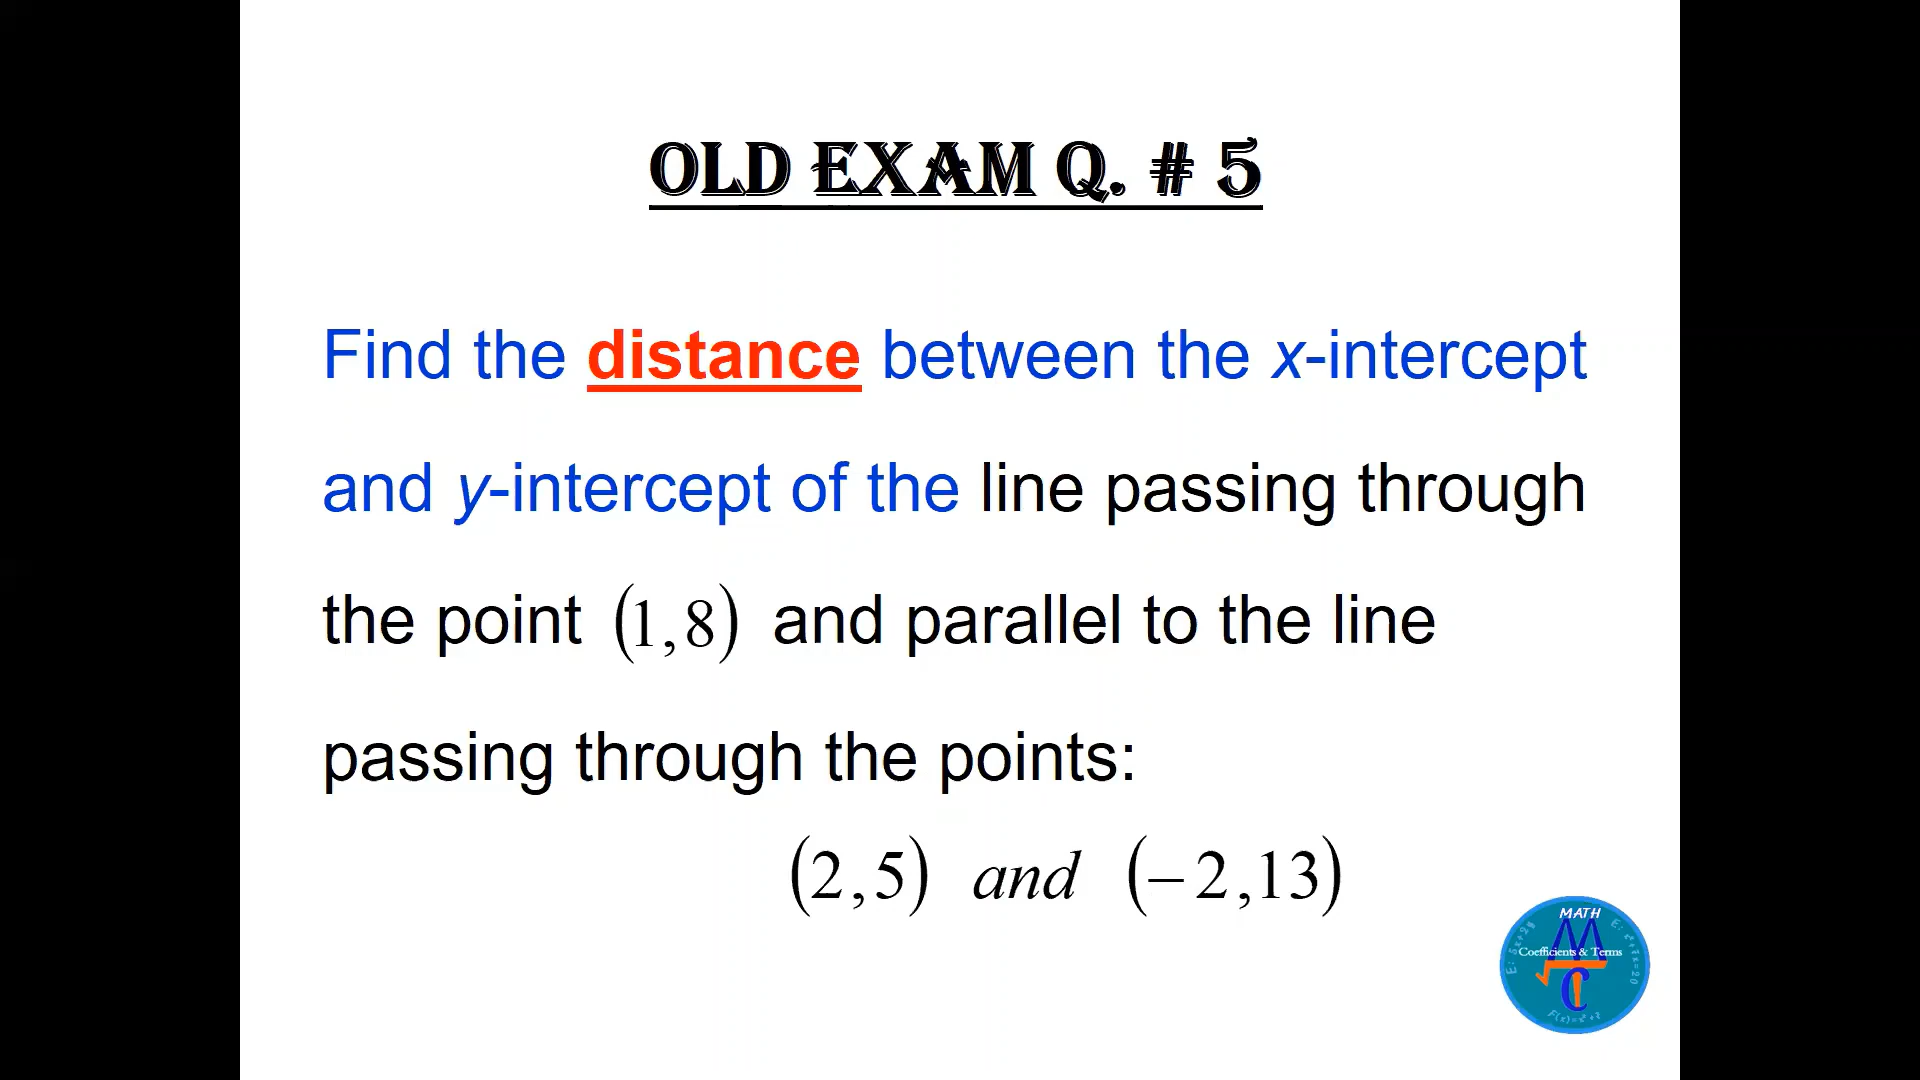 OLD EXAM Q. # 5
Find the distance between the x-intercept
and y-intercept of the line passing through
the point (1,8) and parallel to the line
passing through the points:
(2,5) and (−2,13)
MATH
Coefficients & Terms